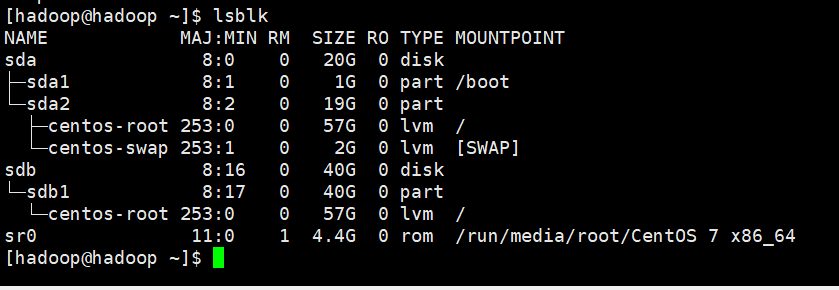 [hadoop@hadoop ~]$ lsblk
NAME            MAJ:MIN RM  SIZE RO TYPE MOUNTPOINT
sda               8:0    0   20G  0 disk
├─sda1            8:1    0    1G  0 part /boot
└─sda2            8:2    0   19G  0 part
  ├─centos-root 253:0    0   57G  0 lvm  /
  └─centos-swap 253:1    0    2G  0 lvm  [SWAP]
sdb               8:16   0   40G  0 disk
└─sdb1            8:17   0   40G  0 part
  └─centos-root 253:0    0   57G  0 lvm  /
sr0              11:0    1  4.4G  0 rom  /run/media/root/CentOS 7 x86_64
[hadoop@hadoop ~]$